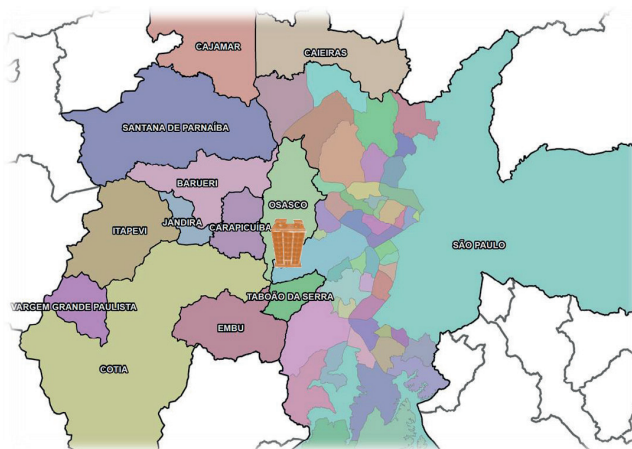 CAJAMAR
CAIEIRAS
SANTANA DE PARNAÍBA
BARUERI
OSASCO
JANDIRA
CARAPICUÍBA
ITAPEVI
SÃO PAULO
TABOÃO DA SERRA
VARGEM GRANDE PAULISTA
EMBU
COTIA